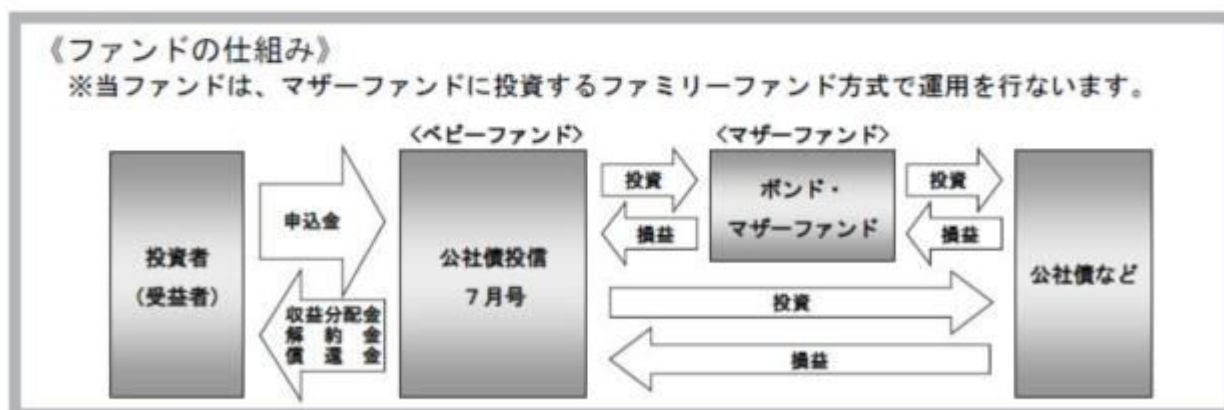 《ファンドの仕組み》
※当ファンドは、マザーファンドに投資するファミリーファンド方式で運用を行ないます。
〈ベビーファンド〉
〈マザーファンド〉
投資者
(受益者)
申込金
収益分配金
解約金
償還金
公社債投信
7月号
投資
損益
ボンド・
マザーファンド
投資
損益
投資
損益
公社債など